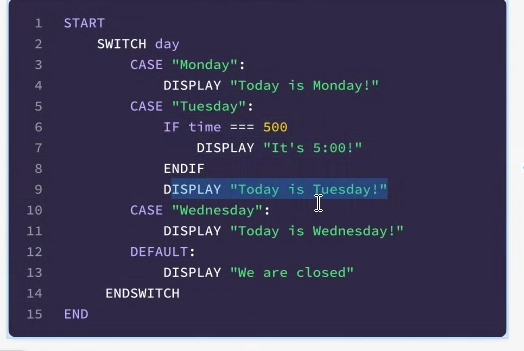 1 START
2 SWITCH day
3 CASE "Monday":
4 DISPLAY "Today is Monday!"
5 CASE "Tuesday":
6 IF time === 500
7 DISPLAY "It's 5:00!"
8 ENDIF
9 DISPLAY "Today is Tuesday!"
10 CASE "Wednesday":
11 DISPLAY "Today is Wednesday!"
12 DEFAULT:
13 DISPLAY "We are closed"
14 ENDSWITCH
15 END